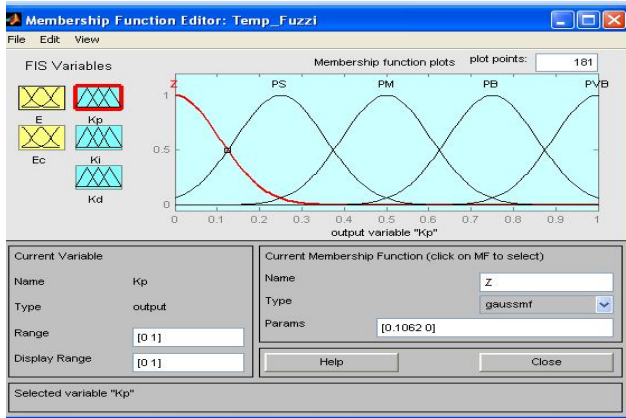 Membership Function Editor: Temp_Fuzzi
File Edit View
FIS Variables
E
Kp
Ec
Ki
Kd
Membership function plots
plot points:
181
Z PS PM PB PVB
1
0.5
0
0 0.1 0.2 0.3 0.4 0.5 0.6 0.7 0.8 0.9 1
output variable "Kp"
Current Variable
Name Kp
Type output
Range [0 1]
Display Range [0 1]
Current Membership Function (click on MF to select)
Name Z
Type gaussmf
Params [0.1062 0]
Help Close
Selected variable "Kp"